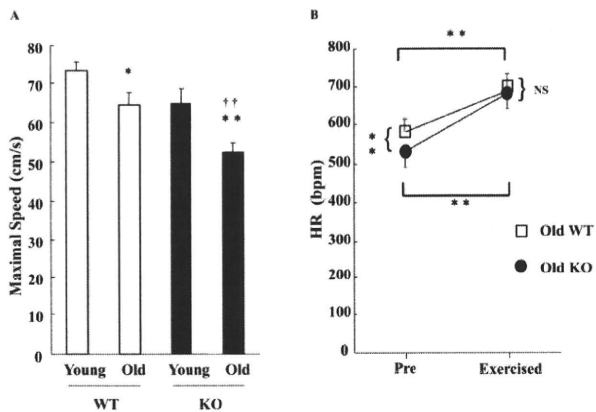 A
Maximal Speed (cm/s)
80
70
60
50
40
30
20
10
0
*
††
**
Young Old Young Old
WT KO
B
HR (bpm)
800
700
600
500
400
300
200
100
0
**
NS
*
*
**
Old WT
Old KO
Pre Exercised